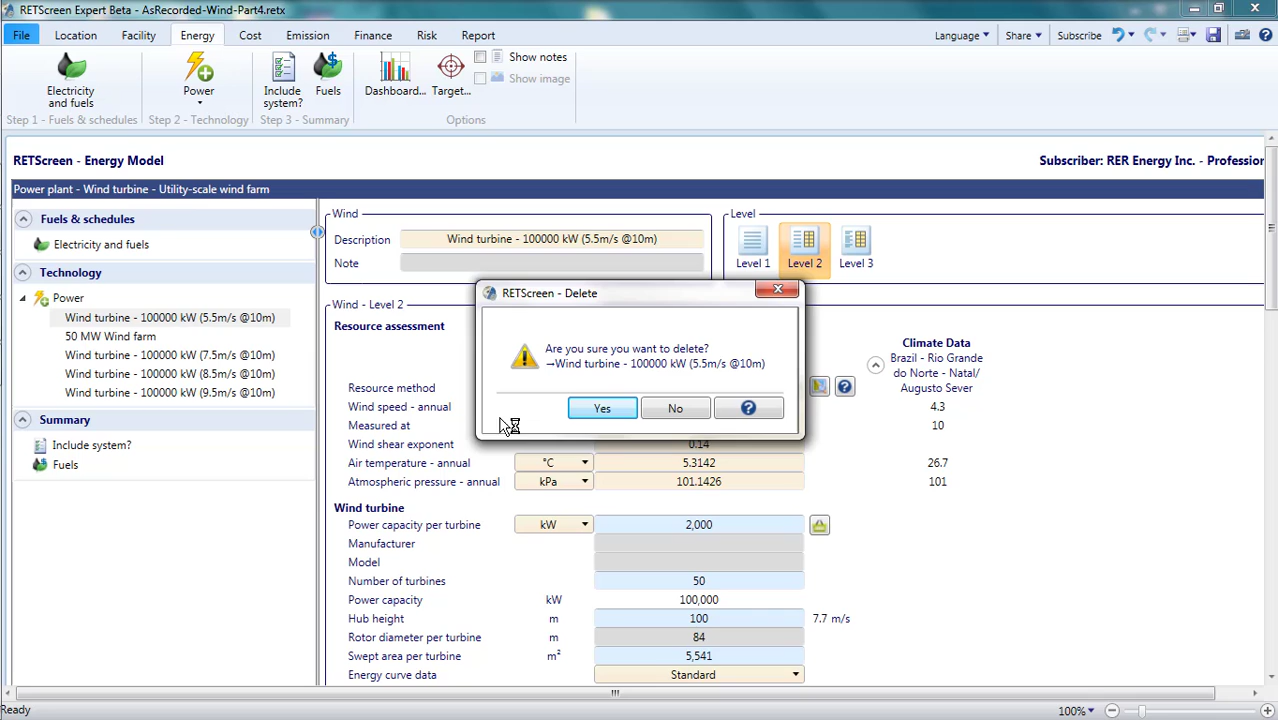 RETScreen Expert Beta - AsRecorded-Wind-Part4.retx
File Location Facility Energy Cost Emission Finance Risk Report Language Share Subscribe
Electricity and fuels
Power
Include system?
Fuels
Dashboard...
Target...
Show notes
Show image
Step 1 - Fuels & schedules
Step 2 - Technology
Step 3 - Summary
Options
RETScreen - Energy Model
Subscriber: RER Energy Inc. - Profession
Power plant - Wind turbine - Utility-scale wind farm
Fuels & schedules
Electricity and fuels
Technology
Power
Wind turbine - 100000 kW (5.5m/s @10m)
50 MW Wind farm
Wind turbine - 100000 kW (7.5m/s @10m)
Wind turbine - 100000 kW (8.5m/s @10m)
Wind turbine - 100000 kW (9.5m/s @10m)
Summary
Include system?
Fuels
Wind
Description Wind turbine - 100000 kW (5.5m/s @10m)
Note
Level
Level 1 Level 2 Level 3
Wind - Level 2
Resource assessment
Climate Data
Brazil - Rio Grande
do Norte - Natal/
Augusto Sever
Resource method
Wind speed - annual 4.3
Measured at 10
Wind shear exponent 0.14
Air temperature - annual °C 5.3142 26.7
Atmospheric pressure - annual kPa 101.1426 101
Wind turbine
Power capacity per turbine kW 2,000
Manufacturer
Model
Number of turbines 50
Power capacity kW 100,000
Hub height m 100 7.7 m/s
Rotor diameter per turbine m 84
Swept area per turbine m² 5,541
Energy curve data Standard
RETScreen - Delete
Are you sure you want to delete?
→Wind turbine - 100000 kW (5.5m/s @10m)
Yes No
Ready
100%